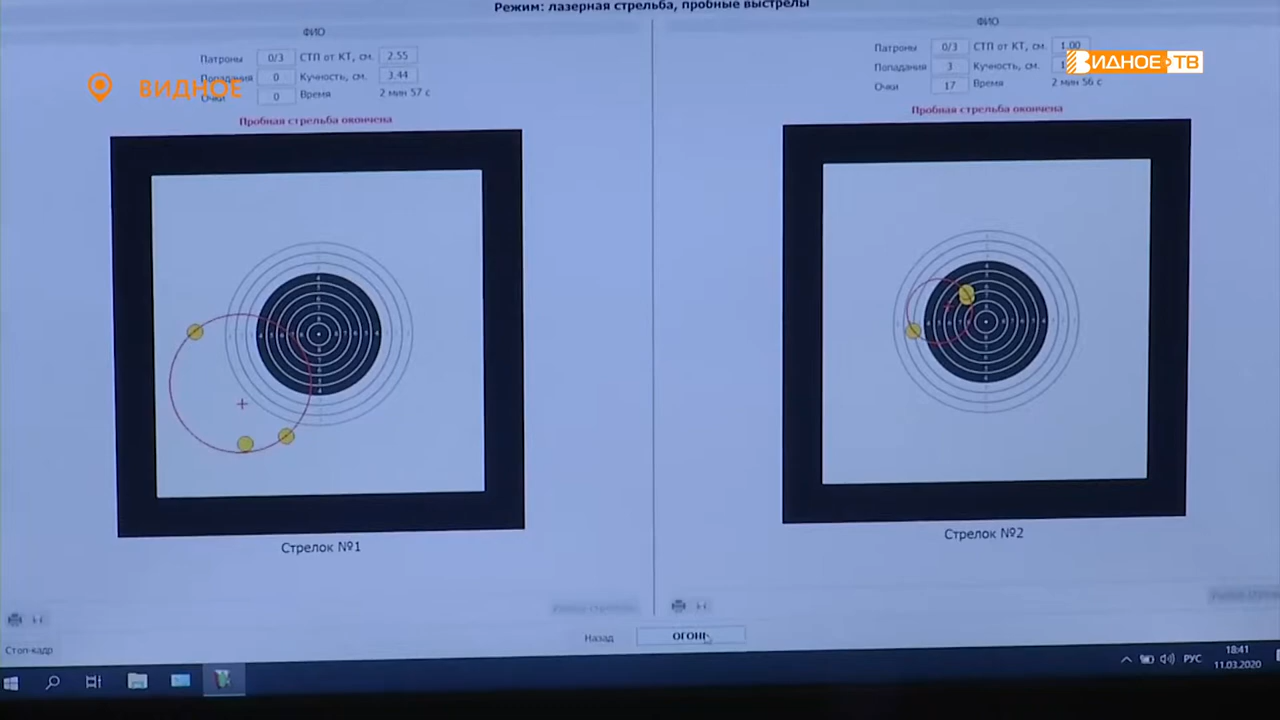 Режим: лазерная стрельба, пробные выстрелы
ФИО
Патроны 0/3 СТП от КТ, см. 2.55
Попадания 0 Кучность, см. 3.44
Очки 0 Время 2 мин 57 с
Пробная стрельба окончена
Стрелок №1
ФИО
Патроны 0/3 СТП от КТ, см. 1.00
Попадания 3 Кучность, см.
Очки 17 Время 2 мин 56 с
Пробная стрельба окончена
Стрелок №2
ВИДНОЕ
ВИДНОЕ ТВ
Назад
ОГОНЬ
Стоп-кадр
РУС
18:41
11.03.2020